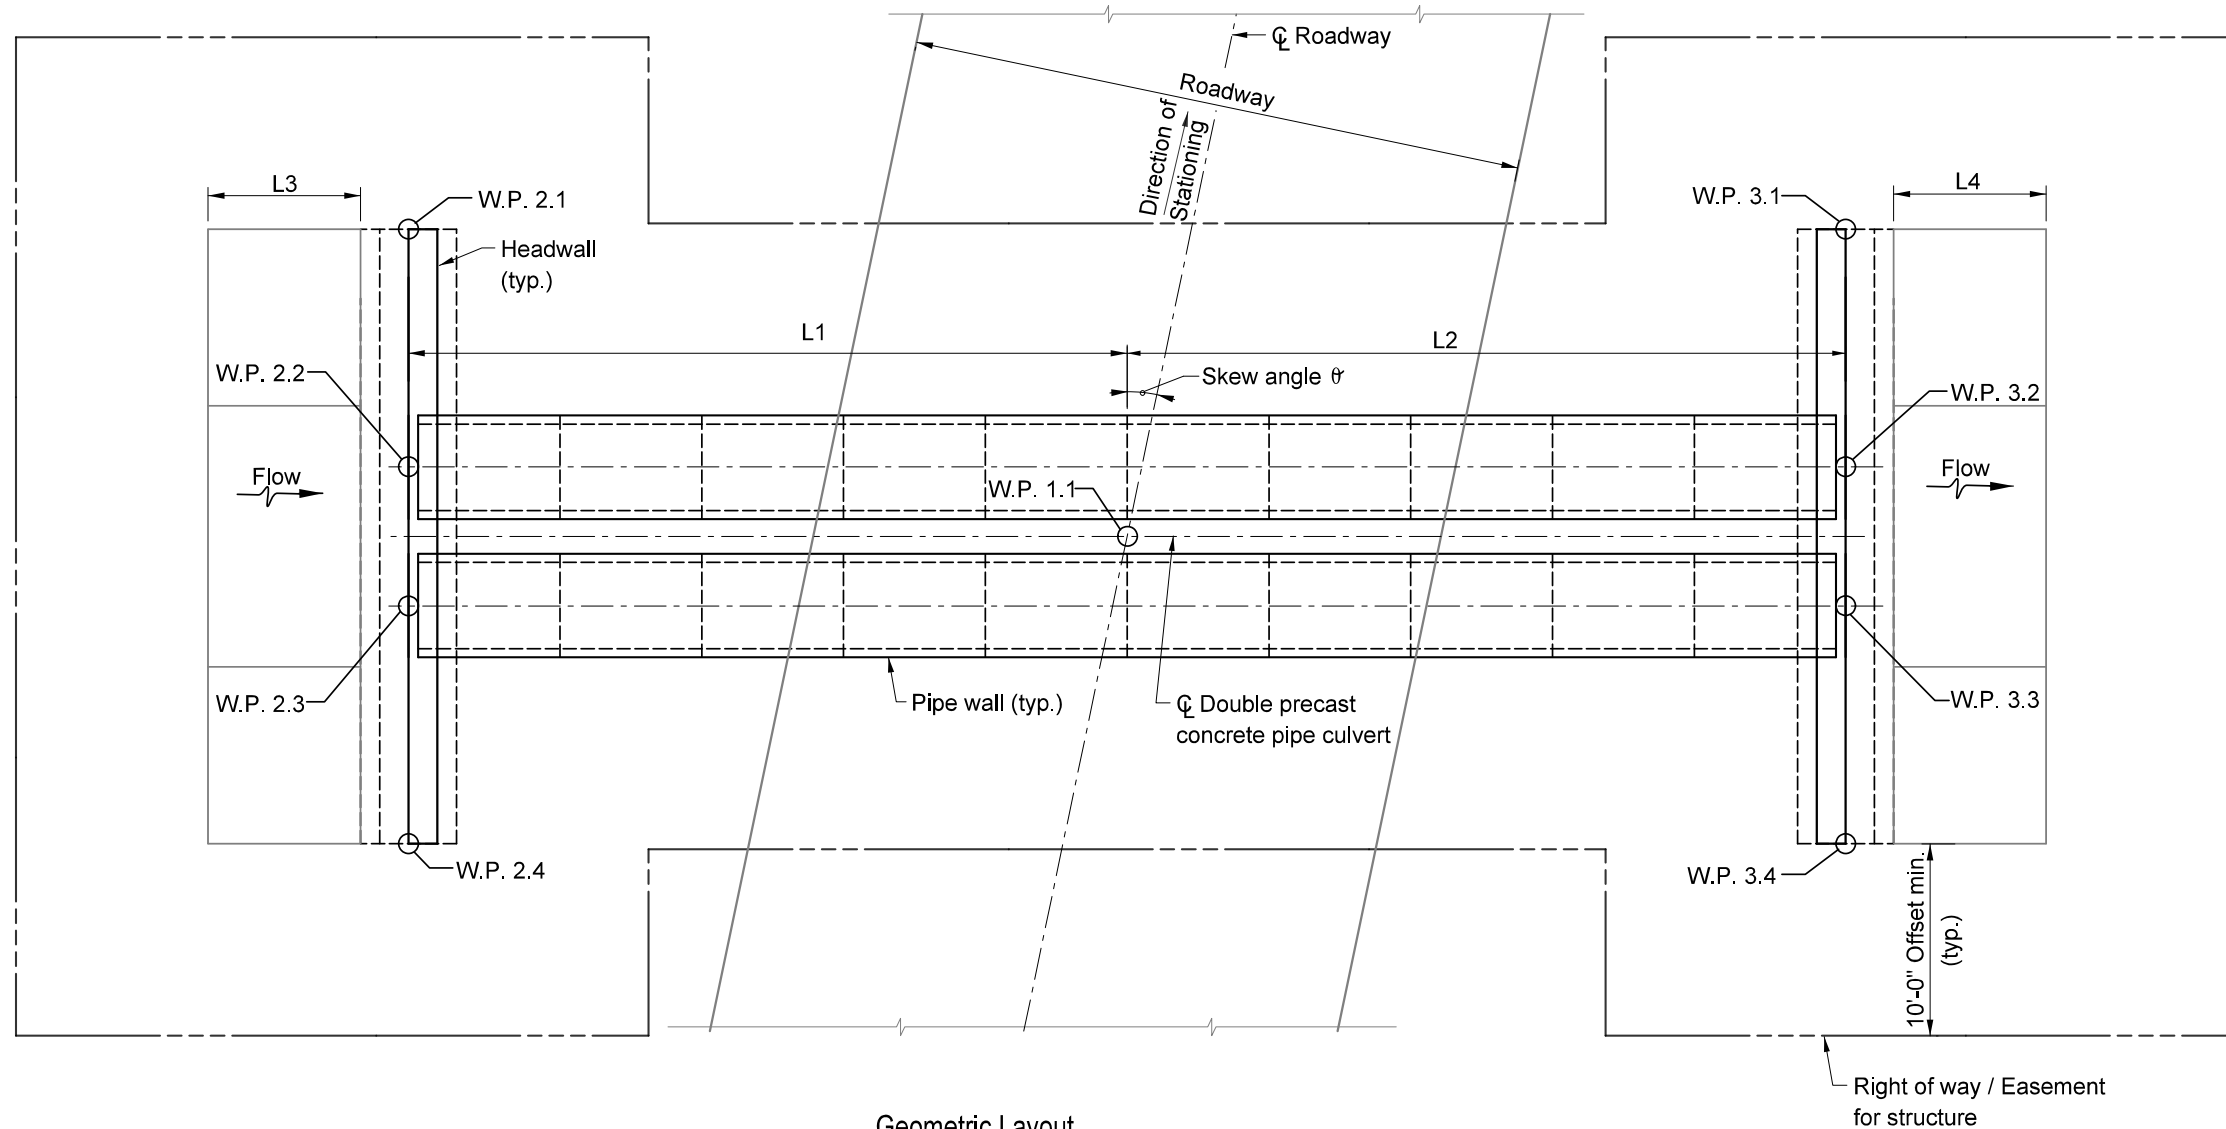 ℄ Roadway
Roadway
Direction of
Stationing
L3
W.P. 2.1
Headwall
(typ.)
W.P. 3.1
L4
L1
L2
W.P. 2.2
Skew angle θ
W.P. 3.2
Flow
W.P. 1.1
Flow
W.P. 2.3
Pipe wall (typ.)
℄ Double precast
concrete pipe culvert
W.P. 3.3
W.P. 2.4
W.P. 3.4
10'-0" Offset min.
(typ.)
Right of way / Easement
for structure
Geometric Layout